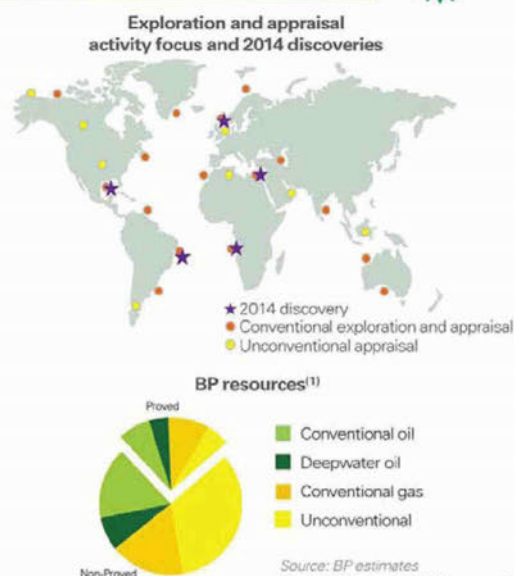 Exploration and appraisal
activity focus and 2014 discoveries
2014 discovery
Conventional exploration and appraisal
Unconventional appraisal
BP resources(1)
Proved
Conventional oil
Deepwater oil
Conventional gas
Unconventional
Source: BP estimates
Non-Proved